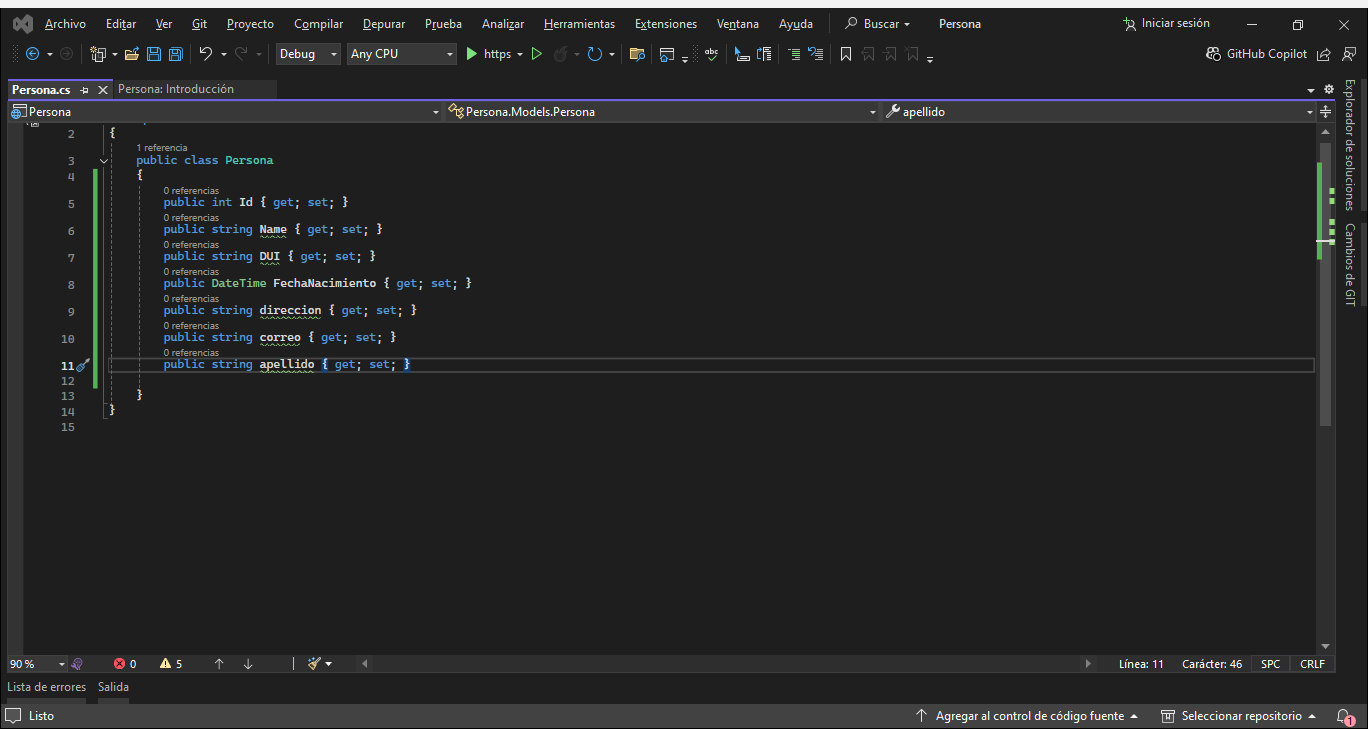 Archivo Editar Ver Git Proyecto Compilar Depurar Prueba Analizar Herramientas Extensiones Ventana Ayuda Buscar Persona Iniciar sesión
Debug Any CPU https abc GitHub Copilot
Persona.cs Persona: Introducción
Persona Persona.Models.Persona apellido
2 {
1 referencia
3 public class Persona
4 {
0 referencias
5 public int Id { get; set; }
0 referencias
6 public string Name { get; set; }
0 referencias
7 public string DUI { get; set; }
0 referencias
8 public DateTime FechaNacimiento { get; set; }
0 referencias
9 public string direccion { get; set; }
0 referencias
10 public string correo { get; set; }
0 referencias
11 public string apellido { get; set; }
12
13 }
14 }
15
Explorador de soluciones
Cambios de GIT
90 % 0 5 Línea: 11 Carácter: 46 SPC CRLF
Lista de errores Salida
Listo Agregar al control de código fuente Seleccionar repositorio 1